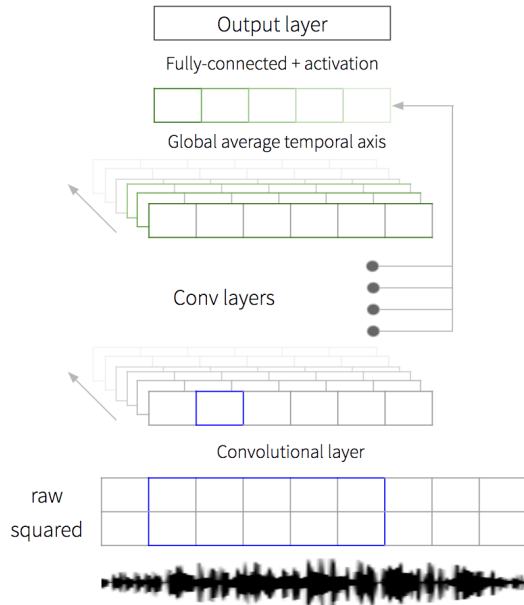 Output layer
Fully-connected + activation
Global average temporal axis
Conv layers
Convolutional layer
raw
squared